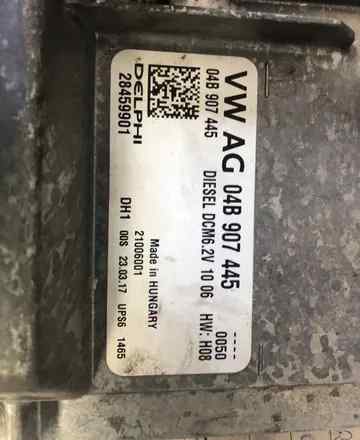 VW AG 04B 907 445 ----
04B 907 445 0050
DIESEL DCM6.2V 10 06 HW: H08
Made in HUNGARY
21006001
DELPHI
28459901 DH1 00S 23.03.17 UPS6 1465